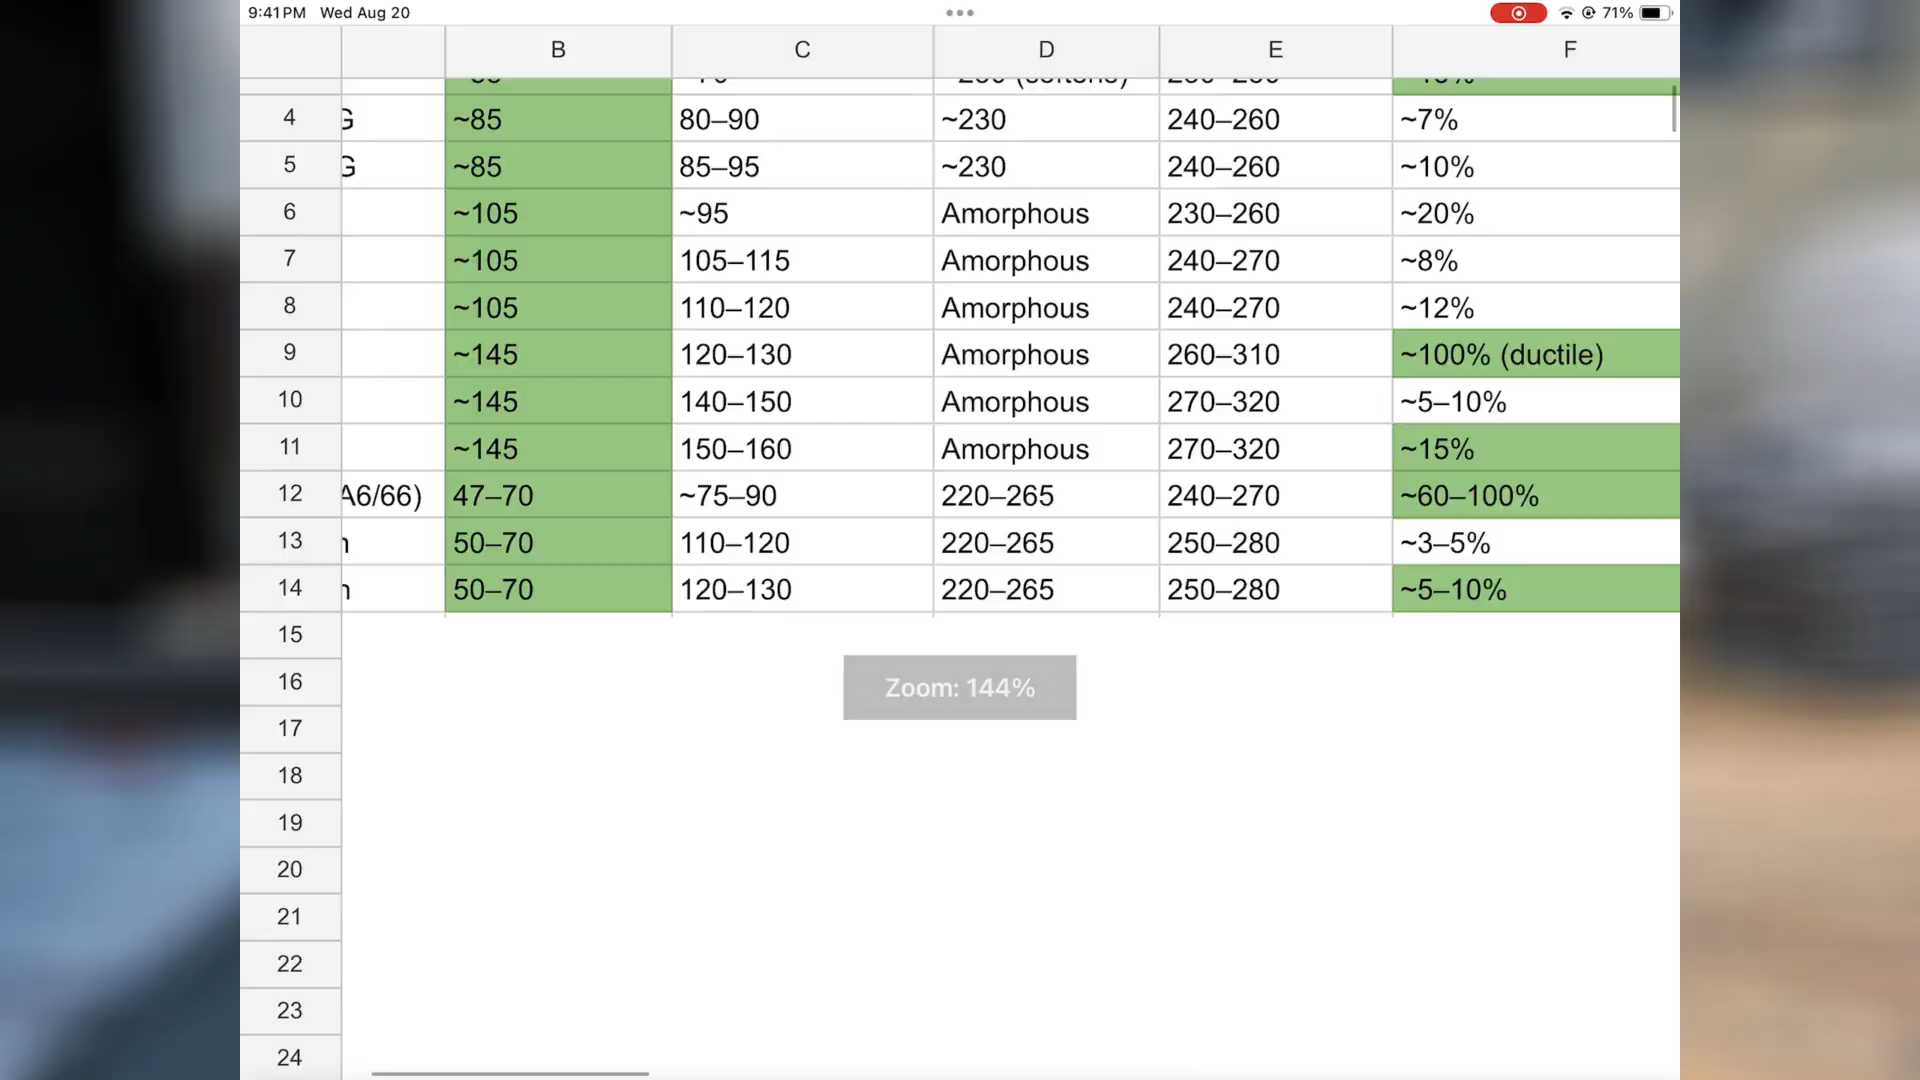 9:41 PM Wed Aug 20 71%
B C D E F
4 G ~85 80–90 ~230 240–260 ~7%
5 G ~85 85–95 ~230 240–260 ~10%
6 ~105 ~95 Amorphous 230–260 ~20%
7 ~105 105–115 Amorphous 240–270 ~8%
8 ~105 110–120 Amorphous 240–270 ~12%
9 ~145 120–130 Amorphous 260–310 ~100% (ductile)
10 ~145 140–150 Amorphous 270–320 ~5–10%
11 ~145 150–160 Amorphous 270–320 ~15%
12 A6/66) 47–70 ~75–90 220–265 240–270 ~60–100%
13 50–70 110–120 220–265 250–280 ~3–5%
14 50–70 120–130 220–265 250–280 ~5–10%
15
16
Zoom: 144%
17
18
19
20
21
22
23
24